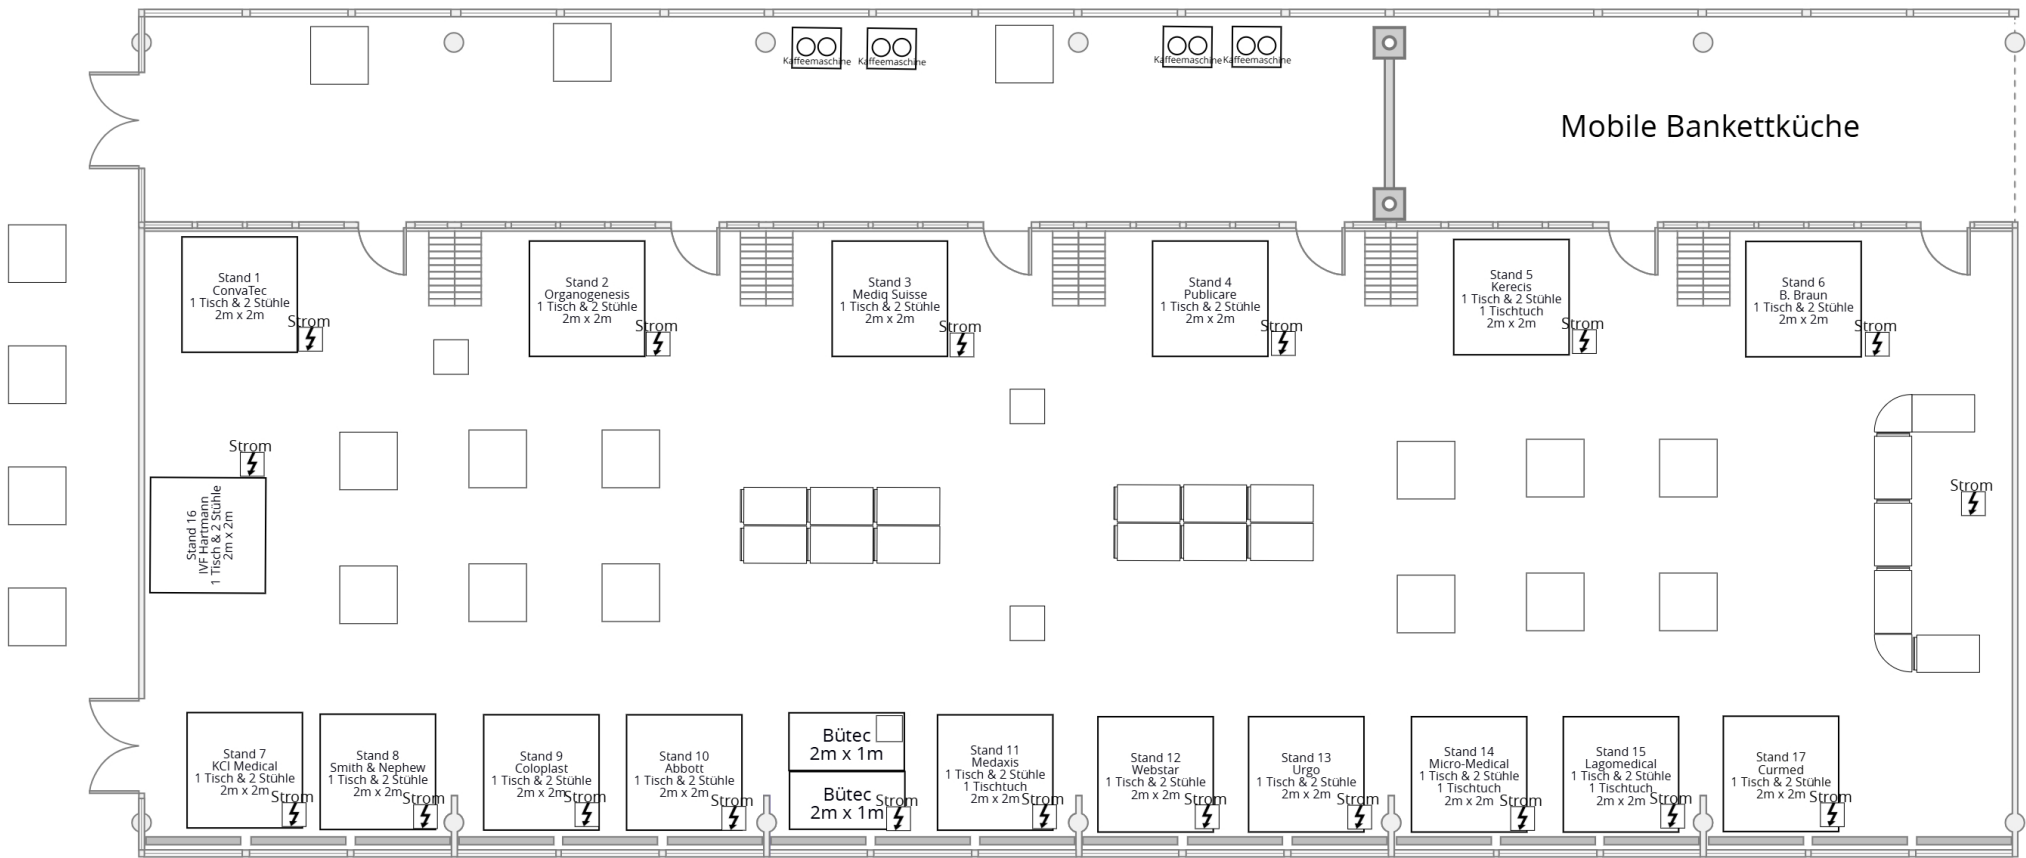 Kaffeemaschine
Kaffeemaschine
Kaffeemaschine
Kaffeemaschine
Mobile Bankettküche
Stand 1
ConvaTec
1 Tisch & 2 Stühle
2m x 2m
Strom
Stand 2
Organogenesis
1 Tisch & 2 Stühle
2m x 2m
Strom
Stand 3
Mediq Suisse
1 Tisch & 2 Stühle
2m x 2m
Strom
Stand 4
Publicare
1 Tisch & 2 Stühle
2m x 2m
Strom
Stand 5
Kerecis
1 Tisch & 2 Stühle
1 Tischtuch
2m x 2m
Strom
Stand 6
B. Braun
1 Tisch & 2 Stühle
2m x 2m
Strom
Strom
Stand 16
IVF Hartmann
1 Tisch & 2 Stühle
2m x 2m
Strom
Stand 7
KCI Medical
1 Tisch & 2 Stühle
2m x 2m
Strom
Stand 8
Smith & Nephew
1 Tisch & 2 Stühle
2m x 2m
Strom
Stand 9
Coloplast
1 Tisch & 2 Stühle
2m x 2m
Strom
Stand 10
Abbott
1 Tisch & 2 Stühle
2m x 2m
Strom
Bütec
2m x 1m
Bütec
2m x 1m
Strom
Stand 11
Medaxis
1 Tisch & 2 Stühle
1 Tischtuch
2m x 2m
Strom
Stand 12
Webstar
1 Tisch & 2 Stühle
2m x 2m
Strom
Stand 13
Urgo
1 Tisch & 2 Stühle
2m x 2m
Strom
Stand 14
Micro-Medical
1 Tisch & 2 Stühle
1 Tischtuch
2m x 2m
Strom
Stand 15
Lagomedical
1 Tisch & 2 Stühle
1 Tischtuch
2m x 2m
Strom
Stand 17
Curmed
1 Tisch & 2 Stühle
2m x 2m
Strom